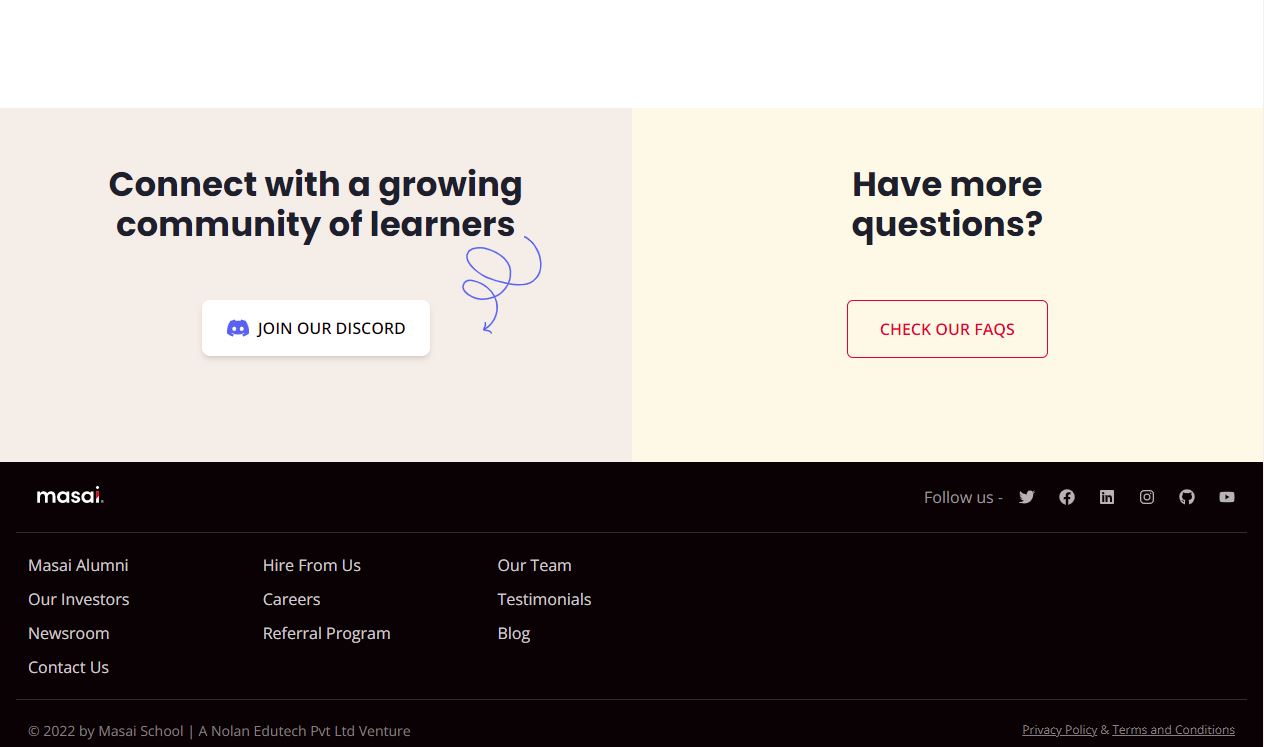 Connect with a growing
community of learners
JOIN OUR DISCORD
Have more
questions?
CHECK OUR FAQS
masai.
Follow us -
Masai Alumni
Hire From Us
Our Team
Our Investors
Careers
Testimonials
Newsroom
Referral Program
Blog
Contact Us
© 2022 by Masai School | A Nolan Edutech Pvt Ltd Venture
Privacy Policy & Terms and Conditions